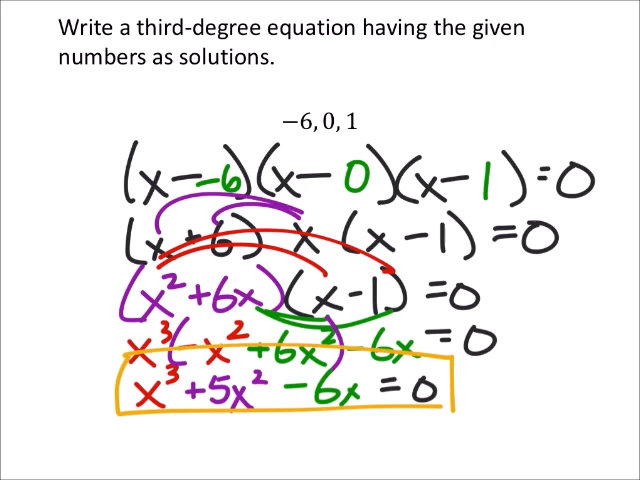 Write a third-degree equation having the given
numbers as solutions.
−6, 0, 1
(x − -6)(x − 0)(x − 1) = 0
(x + 6) x (x − 1) = 0
(x² + 6x)(x − 1) = 0
x³ (− x² + 6x²) − 6x = 0
x³ + 5x² − 6x = 0